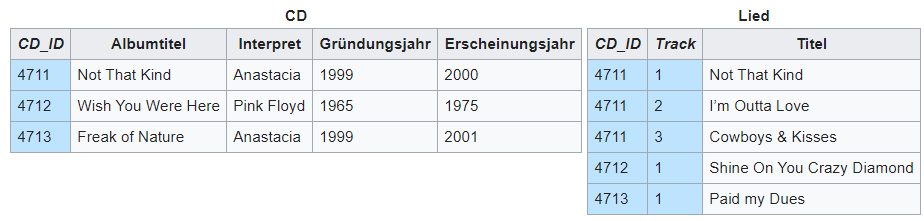 CD
CD_ID Albumtitel Interpret Gründungsjahr Erscheinungsjahr
4711 Not That Kind Anastacia 1999 2000
4712 Wish You Were Here Pink Floyd 1965 1975
4713 Freak of Nature Anastacia 1999 2001
Lied
CD_ID Track Titel
4711 1 Not That Kind
4711 2 I’m Outta Love
4711 3 Cowboys & Kisses
4712 1 Shine On You Crazy Diamond
4713 1 Paid my Dues